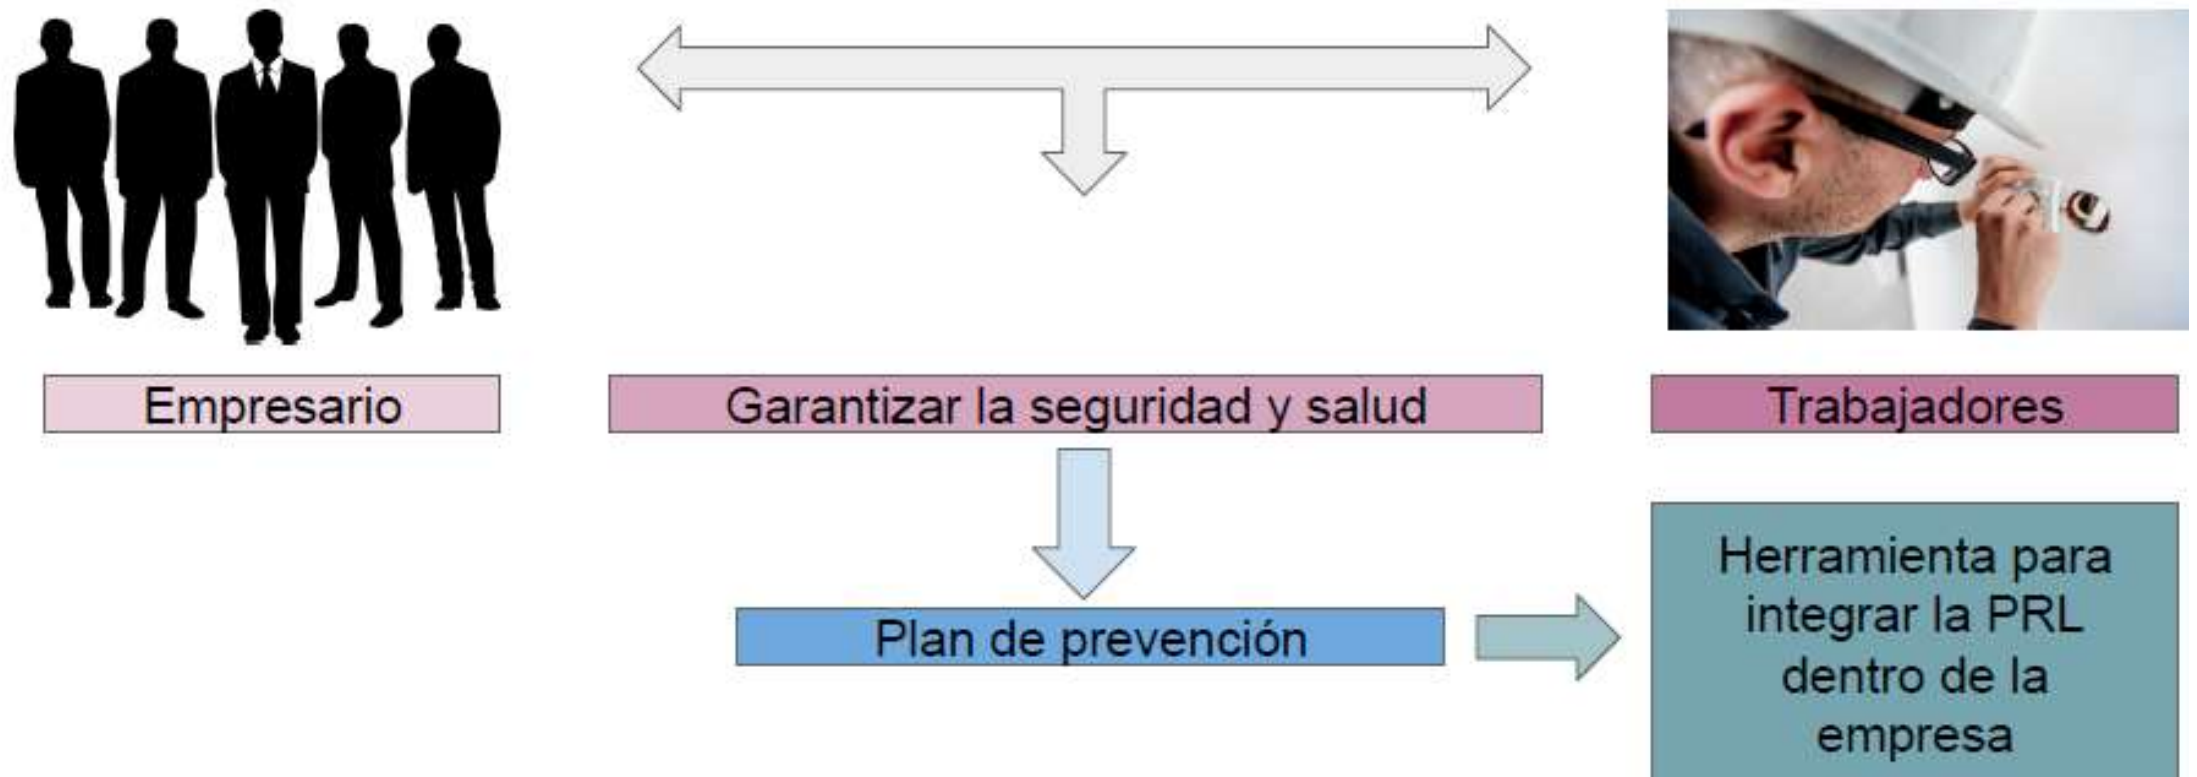 Empresario
Garantizar la seguridad y salud
Trabajadores
Plan de prevención
Herramienta para
integrar la PRL
dentro de la
empresa